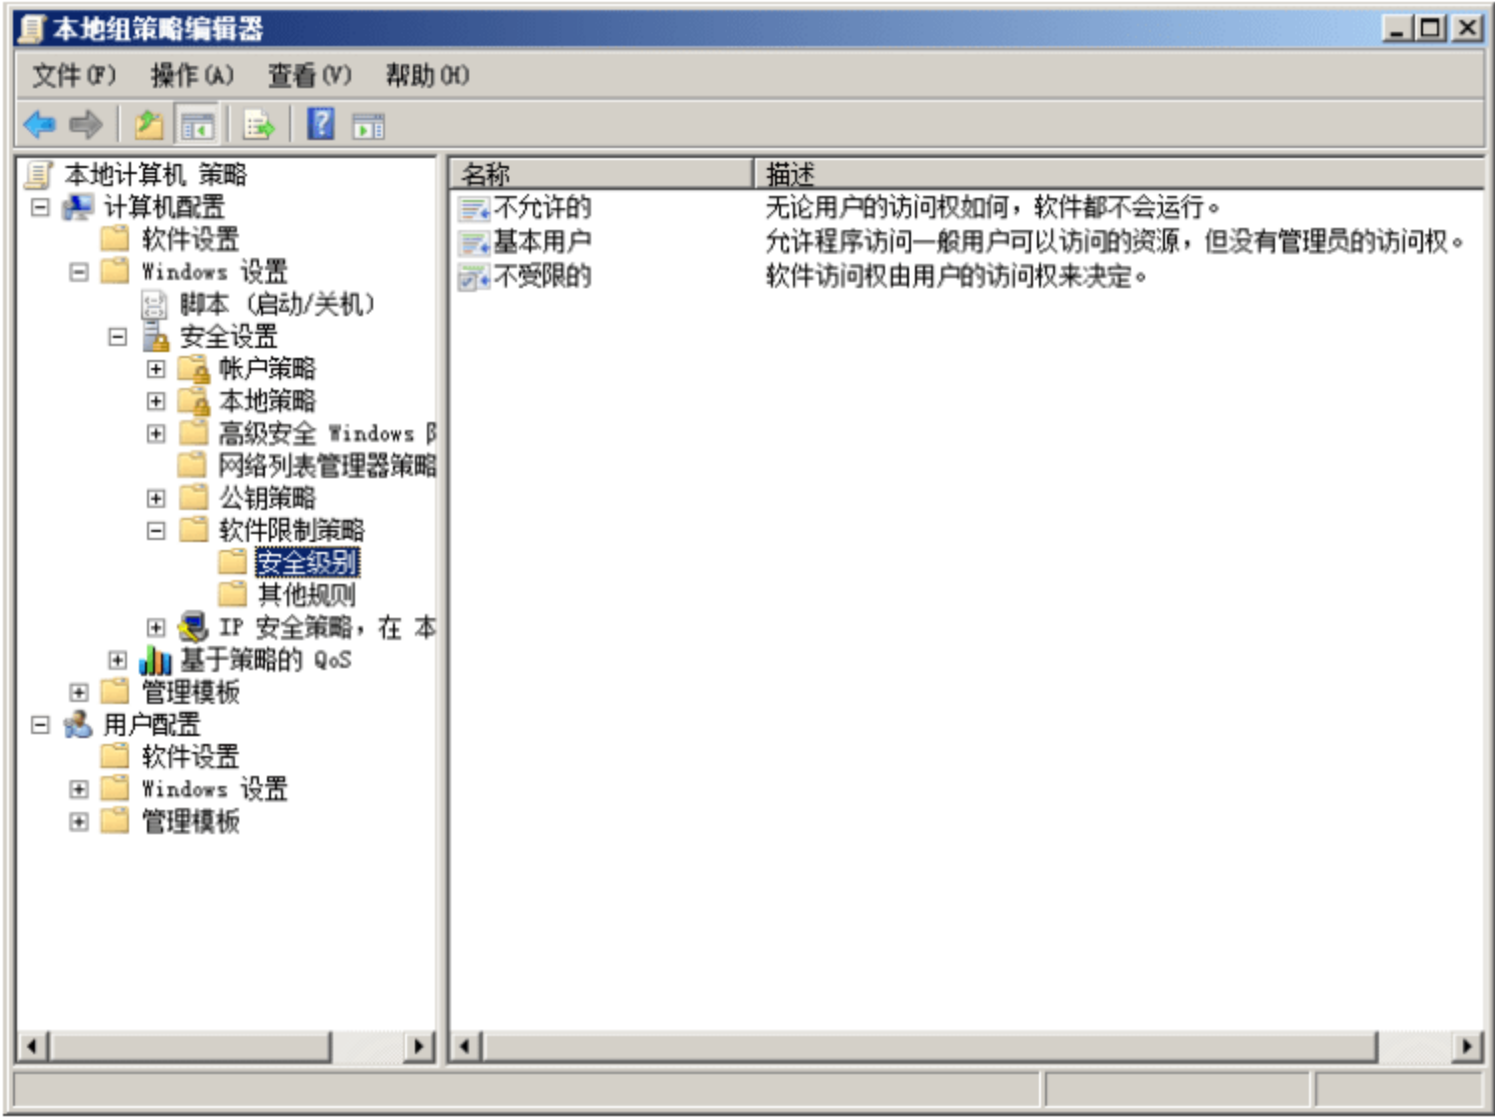 本地组策略编辑器
文件(F) 操作(A) 查看(V) 帮助(H)
本地计算机 策略
计算机配置
软件设置
Windows 设置
脚本 (启动/关机)
安全设置
帐户策略
本地策略
高级安全 Windows
网络列表管理器策略
公钥策略
软件限制策略
安全级别
其他规则
IP 安全策略，在 本
基于策略的 QoS
管理模板
用户配置
软件设置
Windows 设置
管理模板
名称 描述
不允许的 无论用户的访问权如何，软件都不会运行。
基本用户 允许程序访问一般用户可以访问的资源，但没有管理员的访问权。
不受限的 软件访问权由用户的访问权来决定。